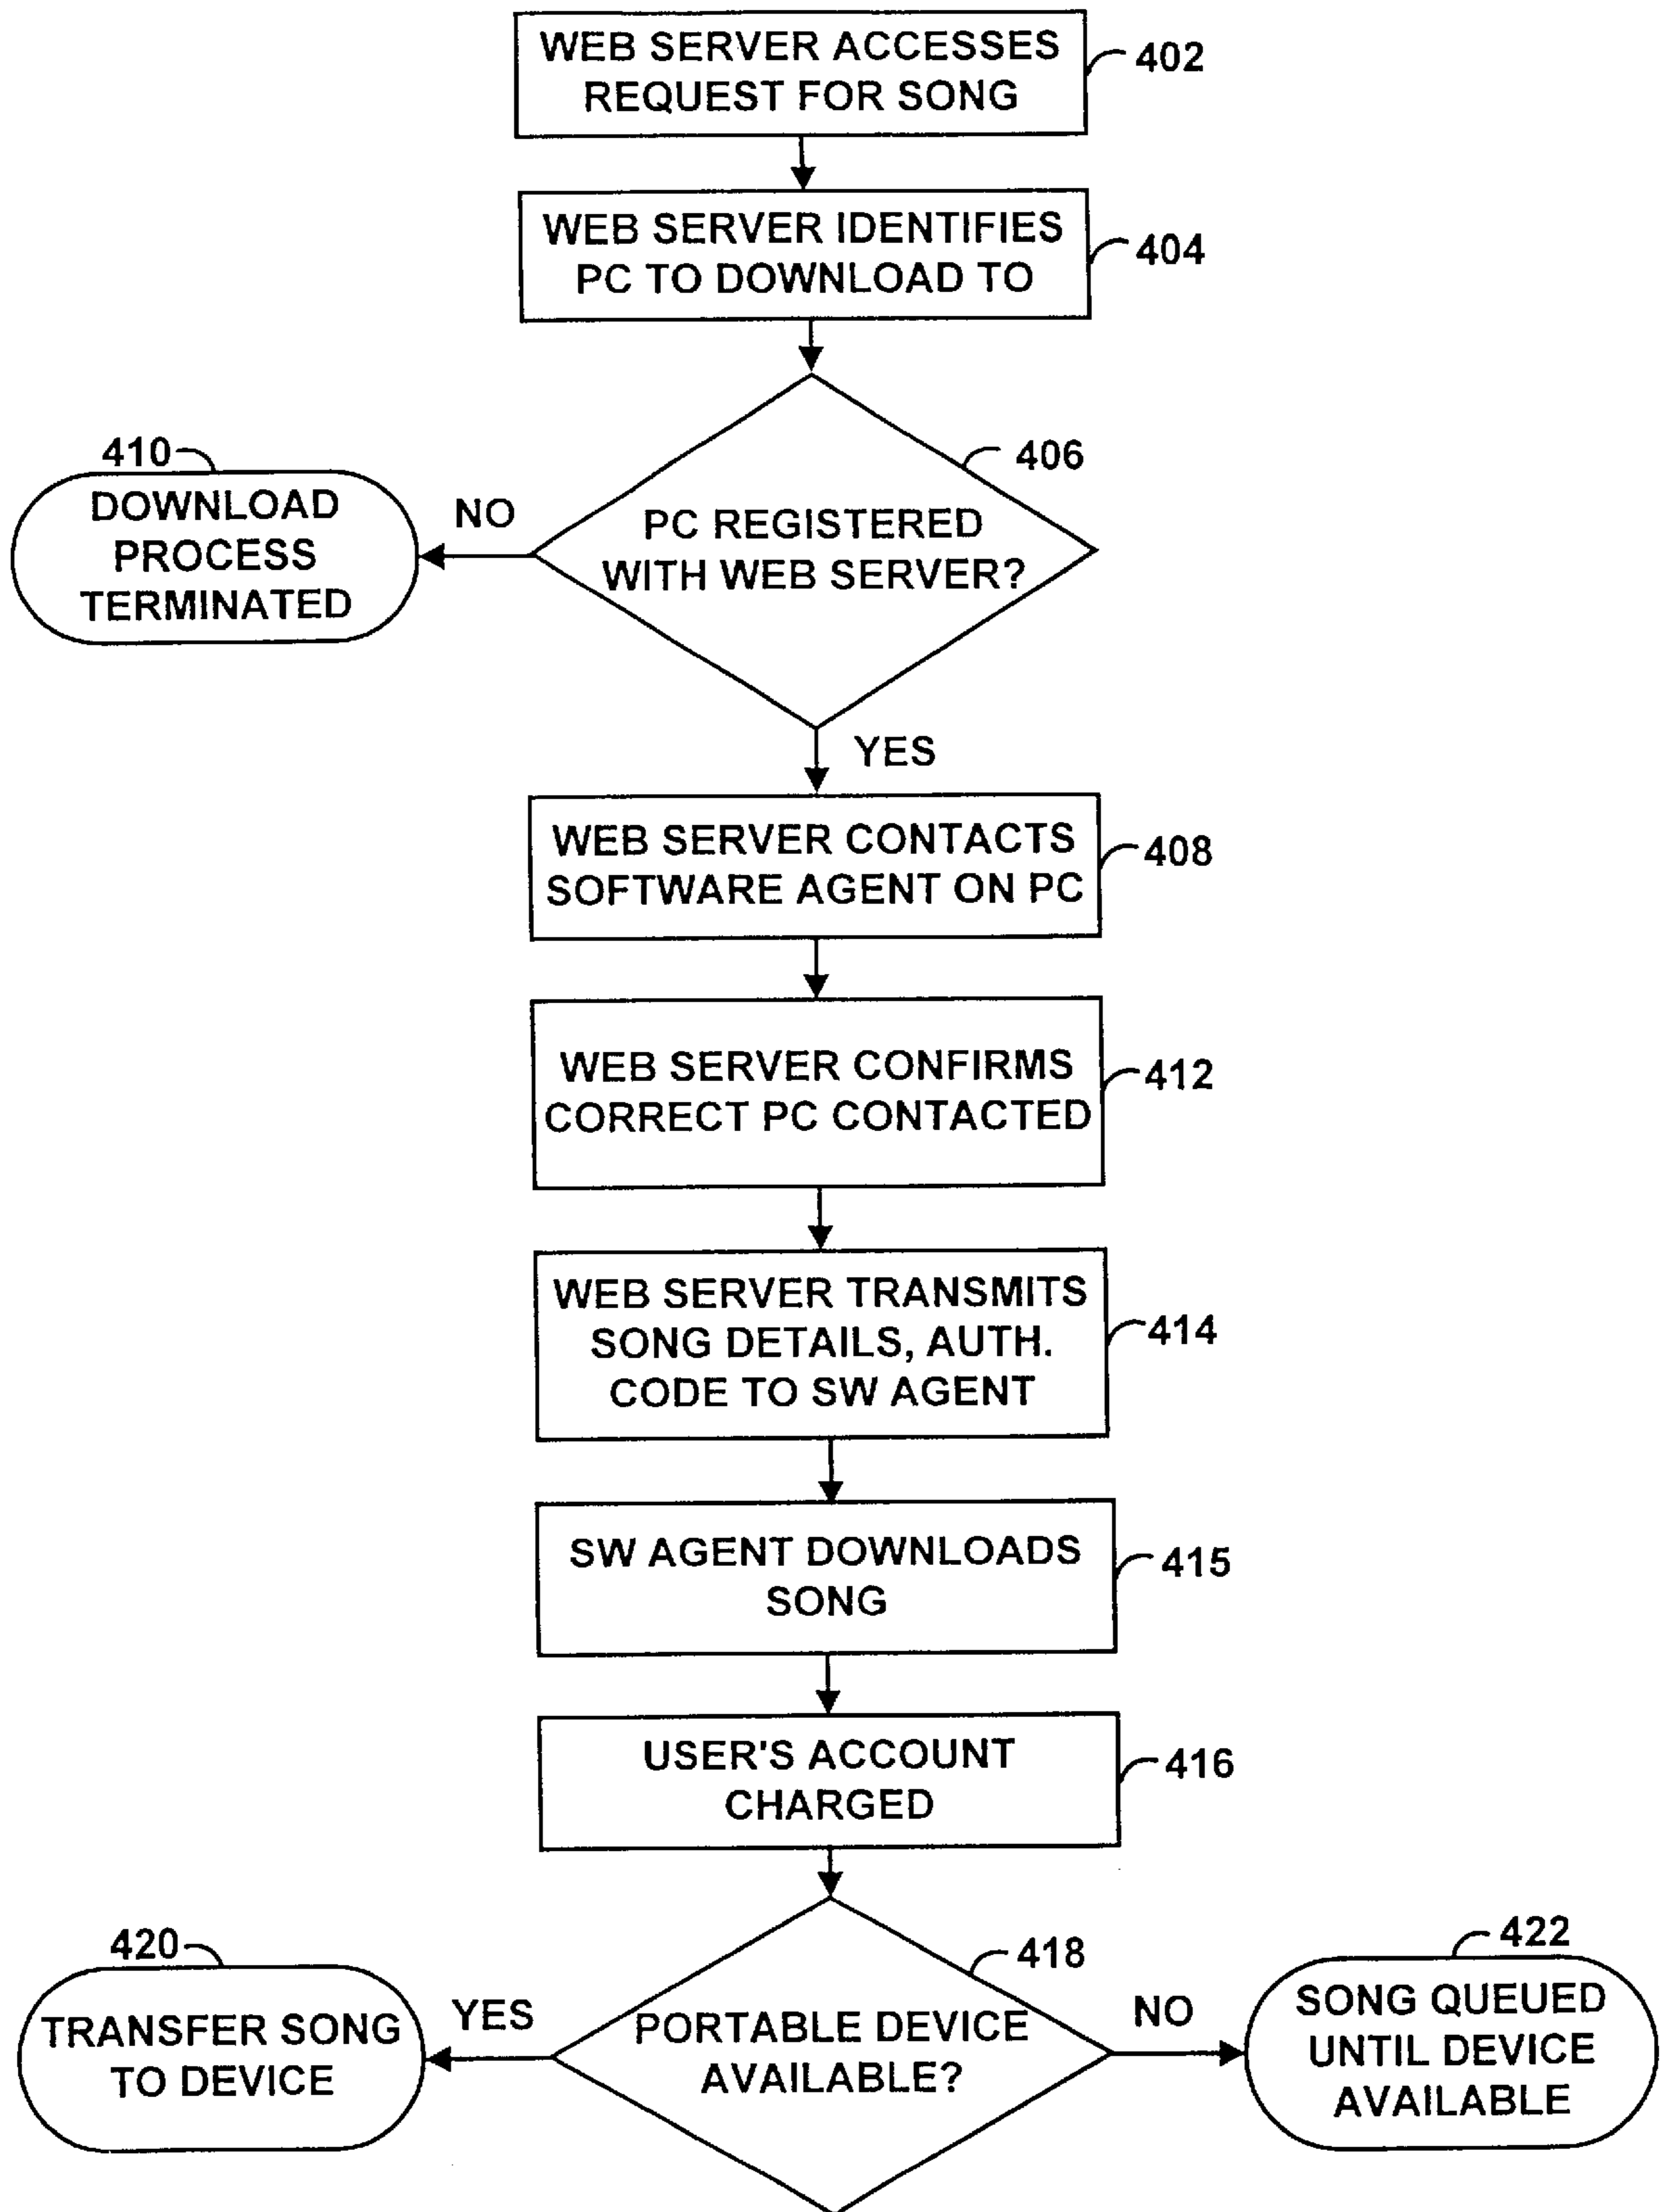 WEB SERVER ACCESSES
REQUEST FOR SONG
402
WEB SERVER IDENTIFIES
PC TO DOWNLOAD TO
404
406
PC REGISTERED
WITH WEB SERVER?
NO
410
DOWNLOAD
PROCESS
TERMINATED
YES
WEB SERVER CONTACTS
SOFTWARE AGENT ON PC
408
WEB SERVER CONFIRMS
CORRECT PC CONTACTED
412
WEB SERVER TRANSMITS
SONG DETAILS, AUTH.
CODE TO SW AGENT
414
SW AGENT DOWNLOADS
SONG
415
USER'S ACCOUNT
CHARGED
416
418
PORTABLE DEVICE
AVAILABLE?
YES
420
TRANSFER SONG
TO DEVICE
NO
422
SONG QUEUED
UNTIL DEVICE
AVAILABLE